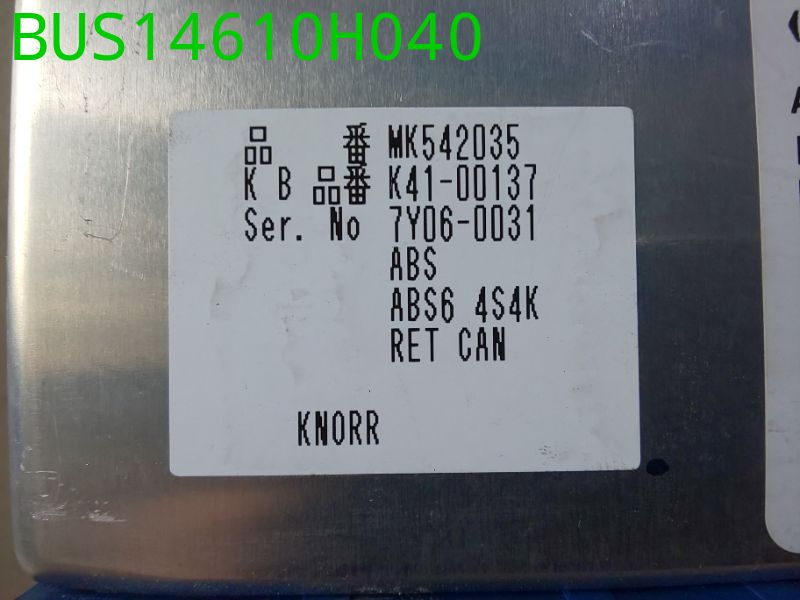 BUS14610H040
品 番 MK542035
K B 品番 K41-00137
Ser. No 7Y06-0031
ABS
ABS6 4S4K
RET CAN
KNORR